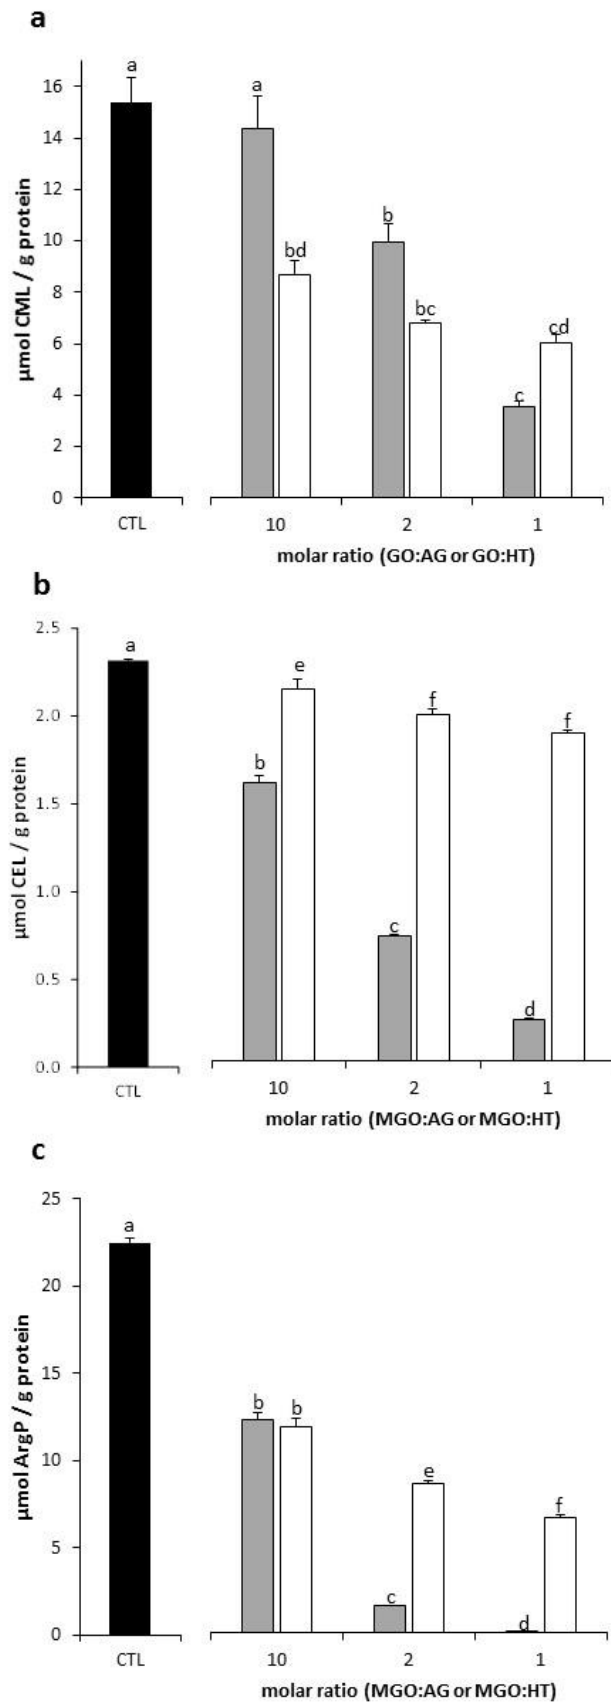 a
µmol CML / g protein
16
14
12
10
8
6
4
2
0
a
a
bd
b
bc
c
cd
CTL
10
2
1
molar ratio (GO:AG or GO:HT)
b
µmol CEL / g protein
2.5
2.0
1.5
1.0
0.5
0.0
a
b
e
c
f
d
f
CTL
10
2
1
molar ratio (MGO:AG or MGO:HT)
c
µmol ArgP / g protein
25
20
15
10
5
0
a
b
b
c
e
d
f
CTL
10
2
1
molar ratio (MGO:AG or MGO:HT)